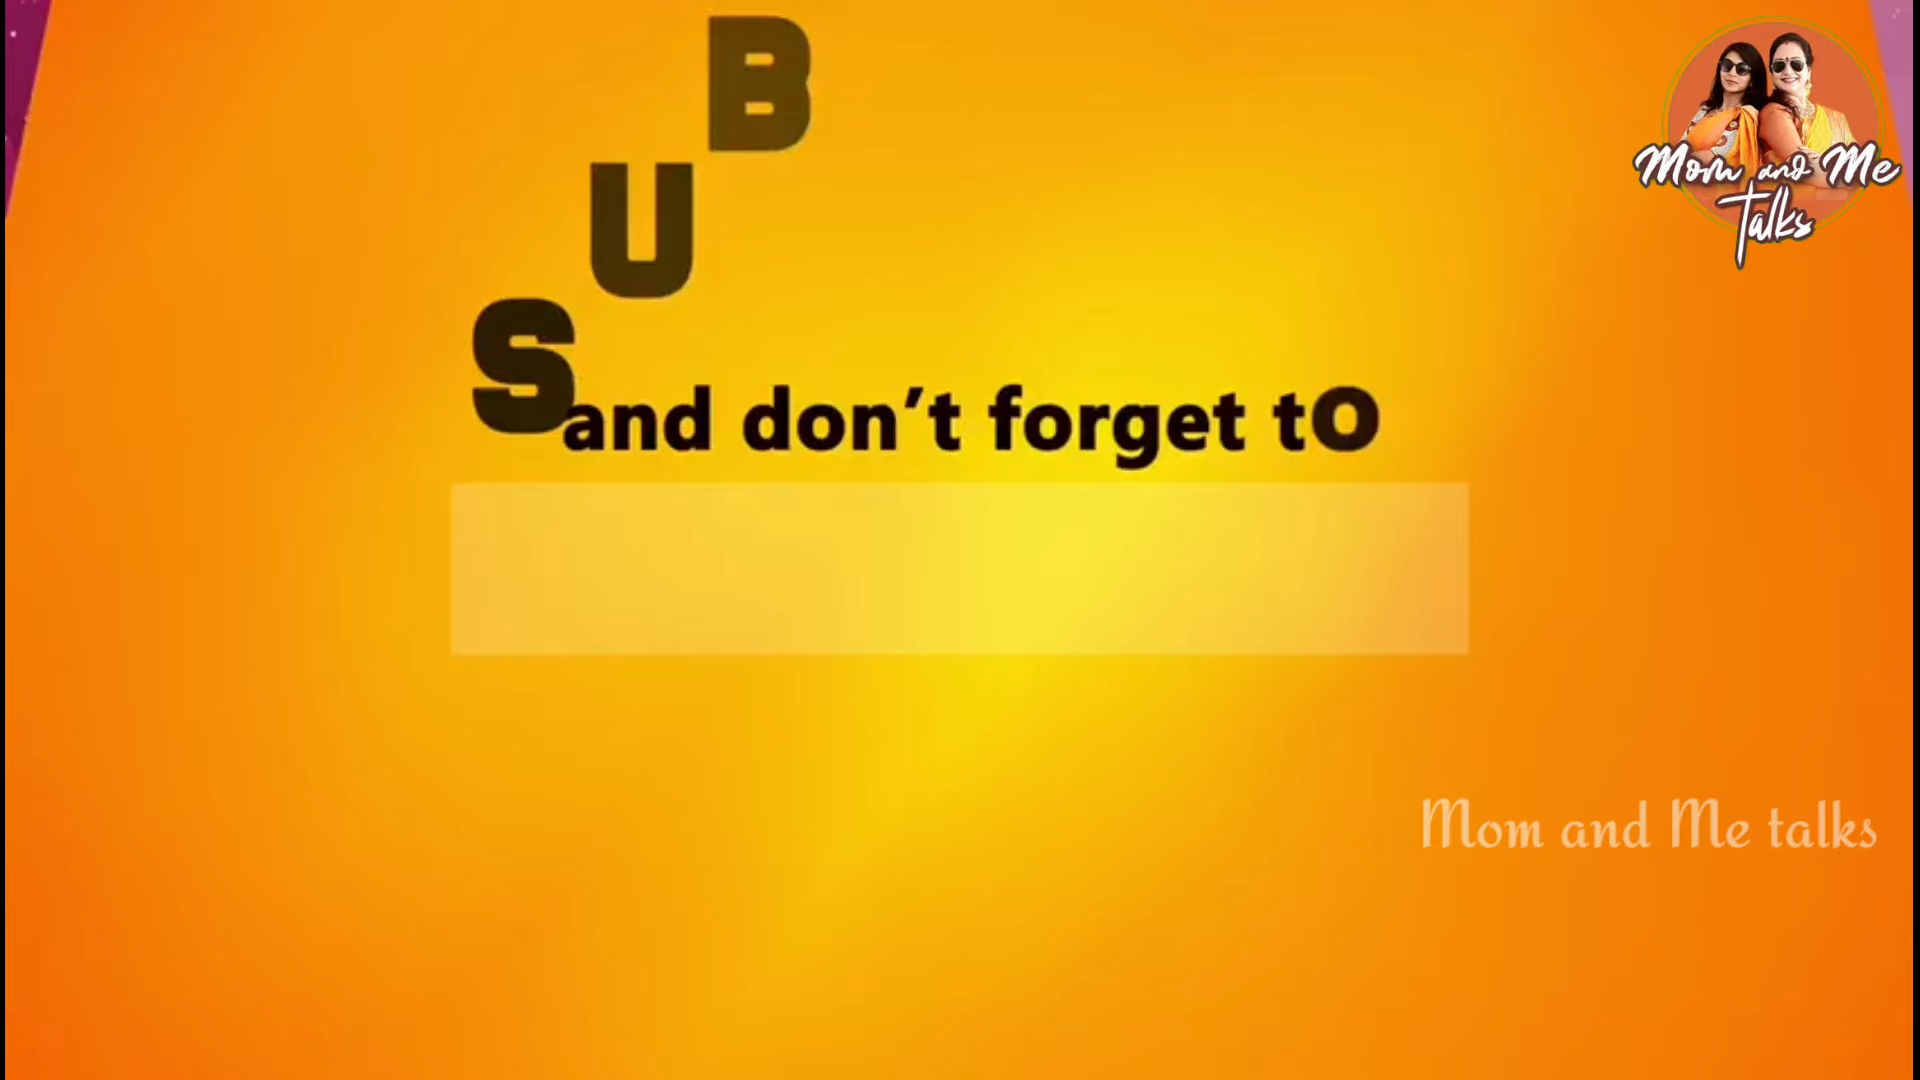 B
U
S
and don’t forget to
Mom and Me
Talks
Mom and Me talks